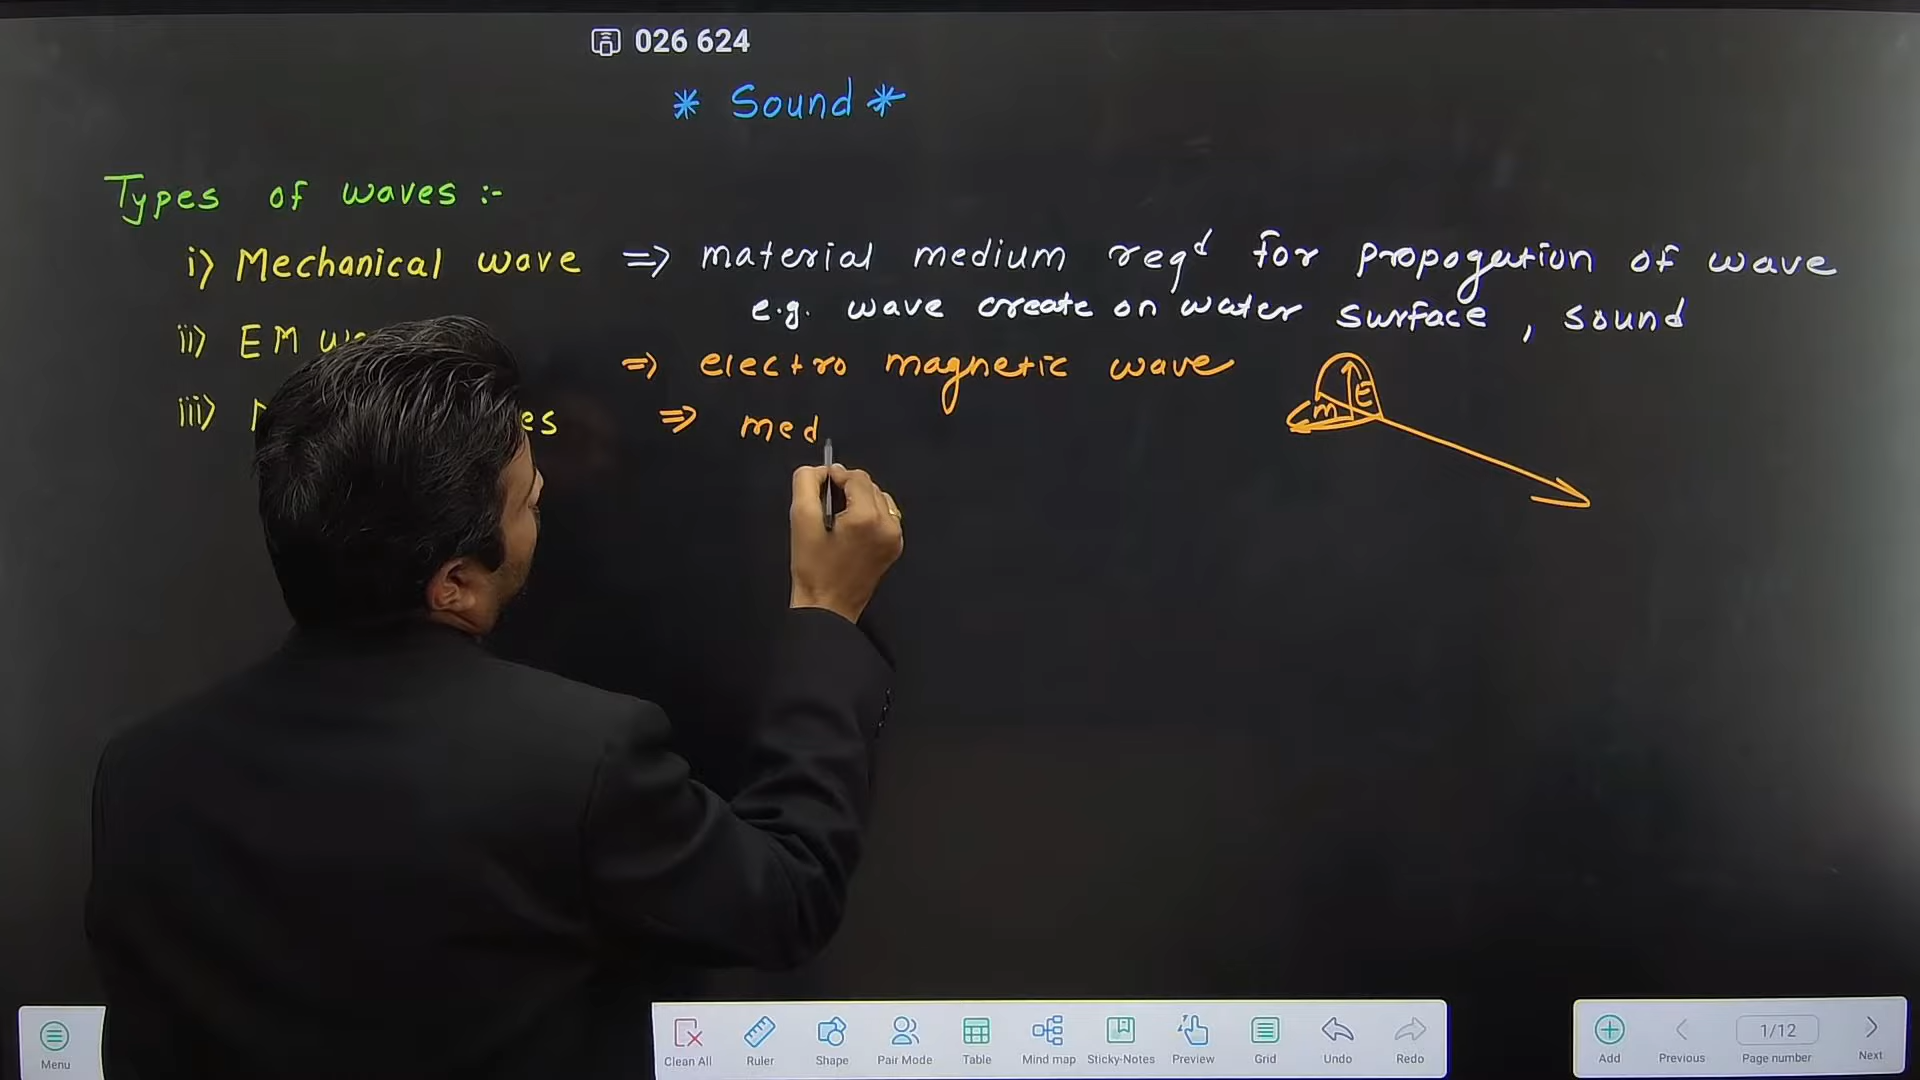 026 624
* Sound *
Types of waves :-
i) Mechanical wave => material medium reqd for propogation of wave
e.g. wave create on water surface, sound
ii) EM
=> electro magnetic wave
E
m
iii) => med
Menu
Clean All Ruler Shape Pair Mode Table Mind map Sticky-Notes Preview Grid Undo Redo
Add Previous 1/12 Page number Next